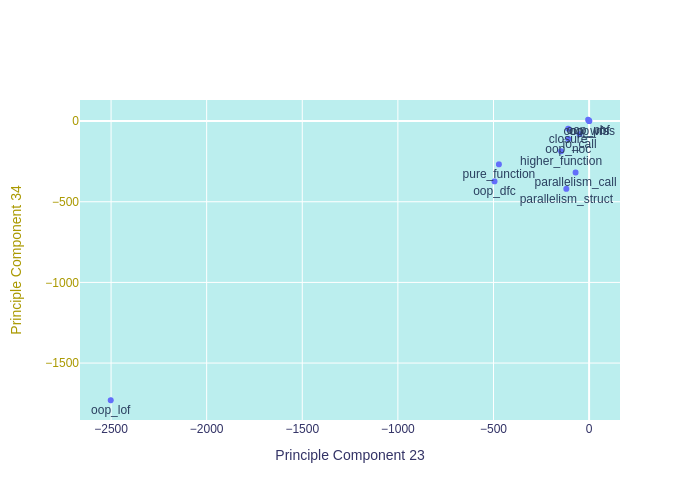 0
−500
−1000
−1500
Principle Component 34
closure
io_call
oop_noc
higher_function
pure_function
parallelism_call
oop_dfc
parallelism_struct
oop_lof
−2500
−2000
−1500
−1000
−500
0
Principle Component 23